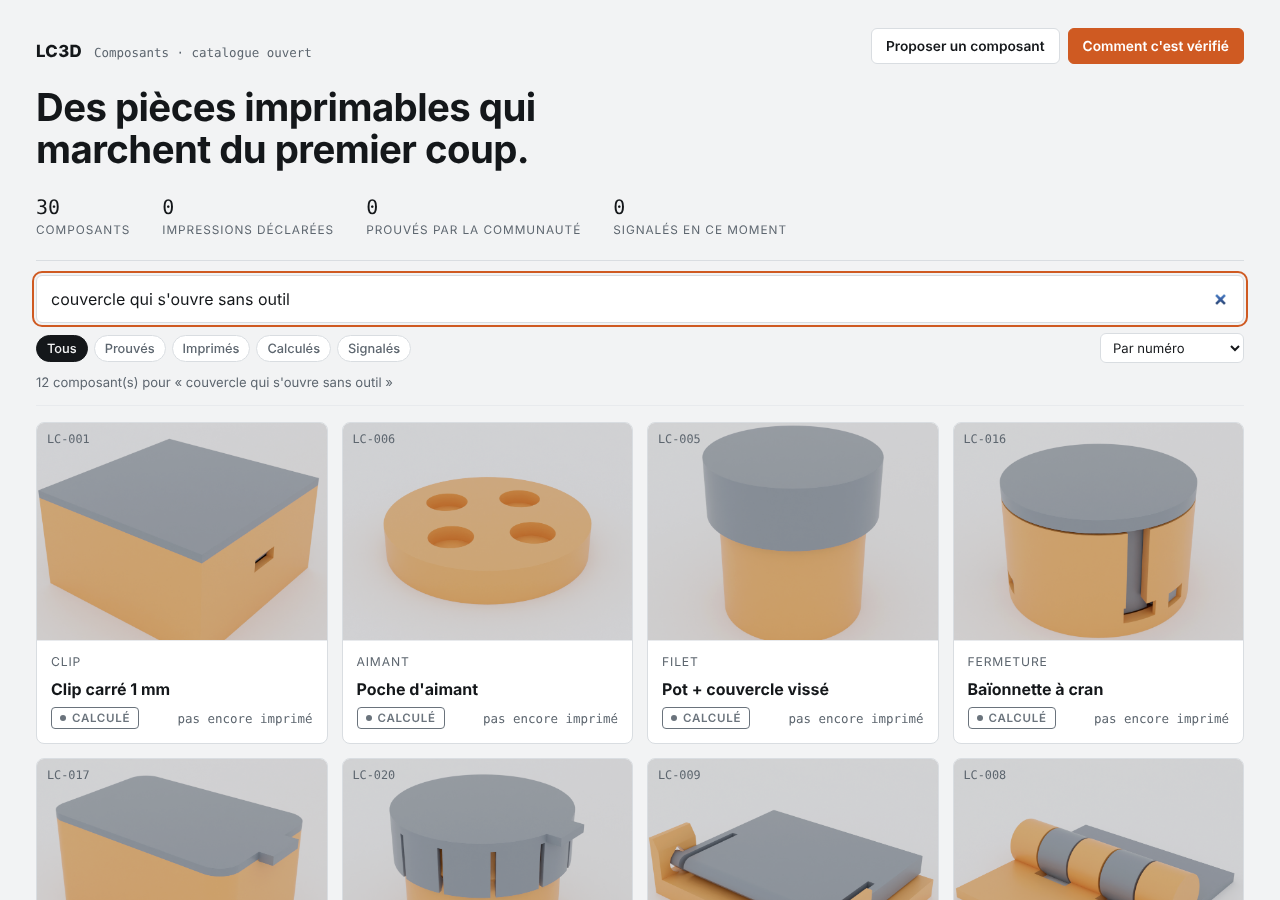 LC3D Composants · catalogue ouvert
Proposer un composant
Comment c'est vérifié
Des pièces imprimables qui
marchent du premier coup.
30
COMPOSANTS
0
IMPRESSIONS DÉCLARÉES
0
PROUVÉS PAR LA COMMUNAUTÉ
0
SIGNALÉS EN CE MOMENT
couvercle qui s'ouvre sans outil
Tous
Prouvés
Imprimés
Calculés
Signalés
Par numéro
12 composant(s) pour « couvercle qui s'ouvre sans outil »
LC-001
CLIP
Clip carré 1 mm
CALCULÉ
pas encore imprimé
LC-006
AIMANT
Poche d'aimant
CALCULÉ
pas encore imprimé
LC-005
FILET
Pot + couvercle vissé
CALCULÉ
pas encore imprimé
LC-016
FERMETURE
Baïonnette à cran
CALCULÉ
pas encore imprimé
LC-017
LC-020
LC-009
LC-008